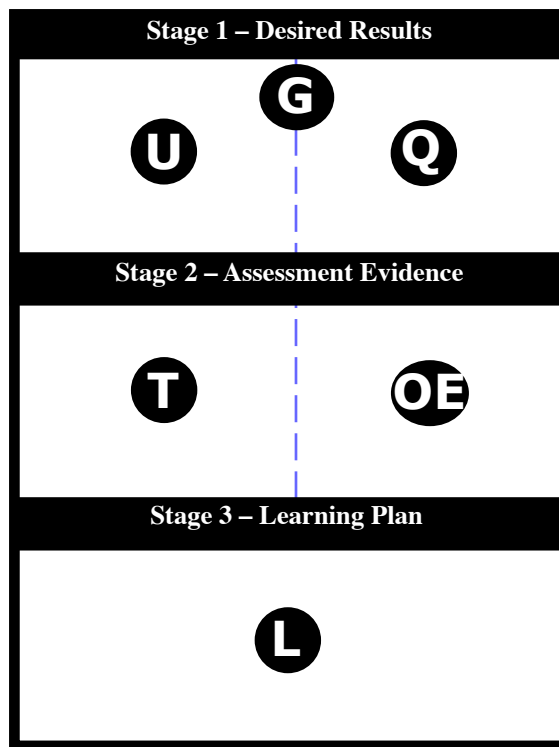 Stage 1 – Desired Results
G
U
Q
Stage 2 – Assessment Evidence
T
OE
Stage 3 – Learning Plan
L